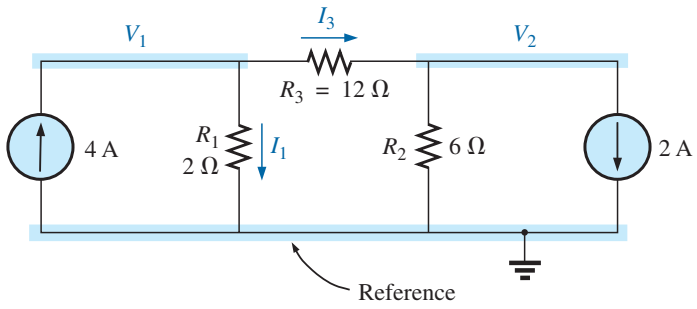 I₃
V₁
V₂
R₃ = 12 Ω
4 A
R₁
2 Ω
I₁
R₂
6 Ω
2 A
Reference